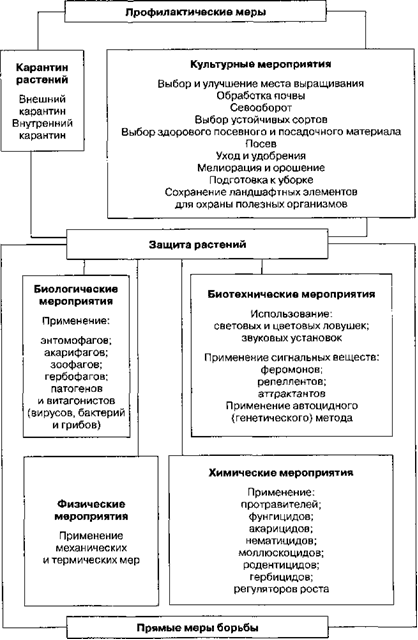 Профилактические меры
Карантин
растений
Внешний
карантин
Внутренний
карантин
Культурные мероприятия
Выбор и улучшение места выращивания
Обработка почвы
Севооборот
Выбор устойчивых сортов
Выбор здорового посевного и посадочного материала
Посев
Уход и удобрения
Мелиорация и орошение
Подготовка к уборке
Сохранение ландшафтных элементов
для охраны полезных организмов
Защита растений
Биологические
мероприятия
Применение:
энтомофагов;
акарифагов;
зоофагов;
гербофагов;
патогенов
и витагонистов
(вирусов, бактерий
и грибов)
Биотехнические мероприятия
Использование:
световых и цветовых ловушек;
звуковых установок
Применение сигнальных веществ:
феромонов;
репеллентов;
аттрактантов
Применение автоцидного
(генетического) метода
Физические
мероприятия
Применение
механических
и термических мер
Химические мероприятия
Применение:
протравителей;
фунгицидов;
акарицидов;
нематицидов;
моллюскоцидов;
родентицидов;
гербицидов;
регуляторов роста
Прямые меры борьбы